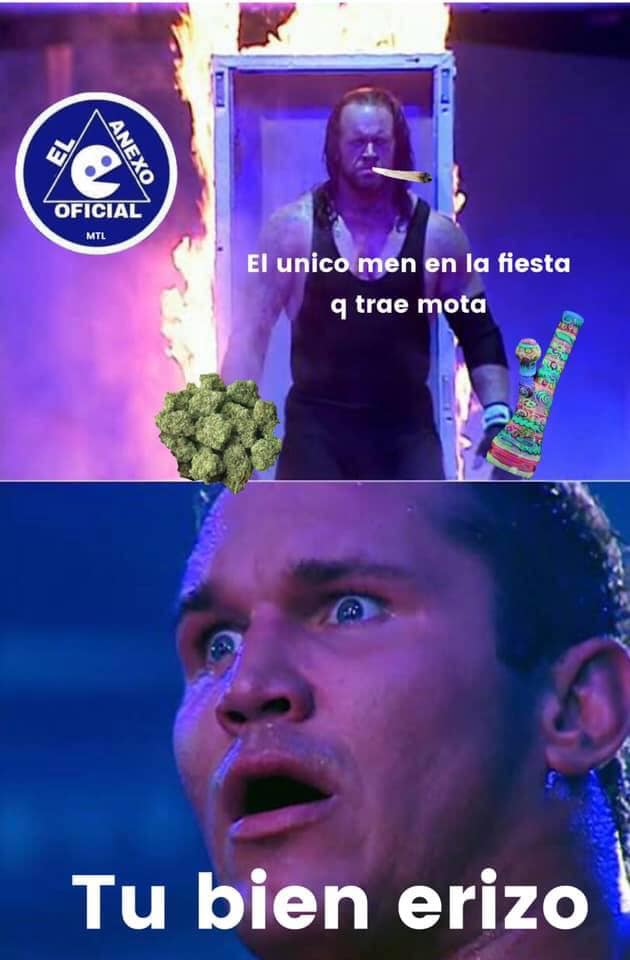 EL ANEXO
OFICIAL
MTL
El unico men en la fiesta
q trae mota
Tu bien erizo